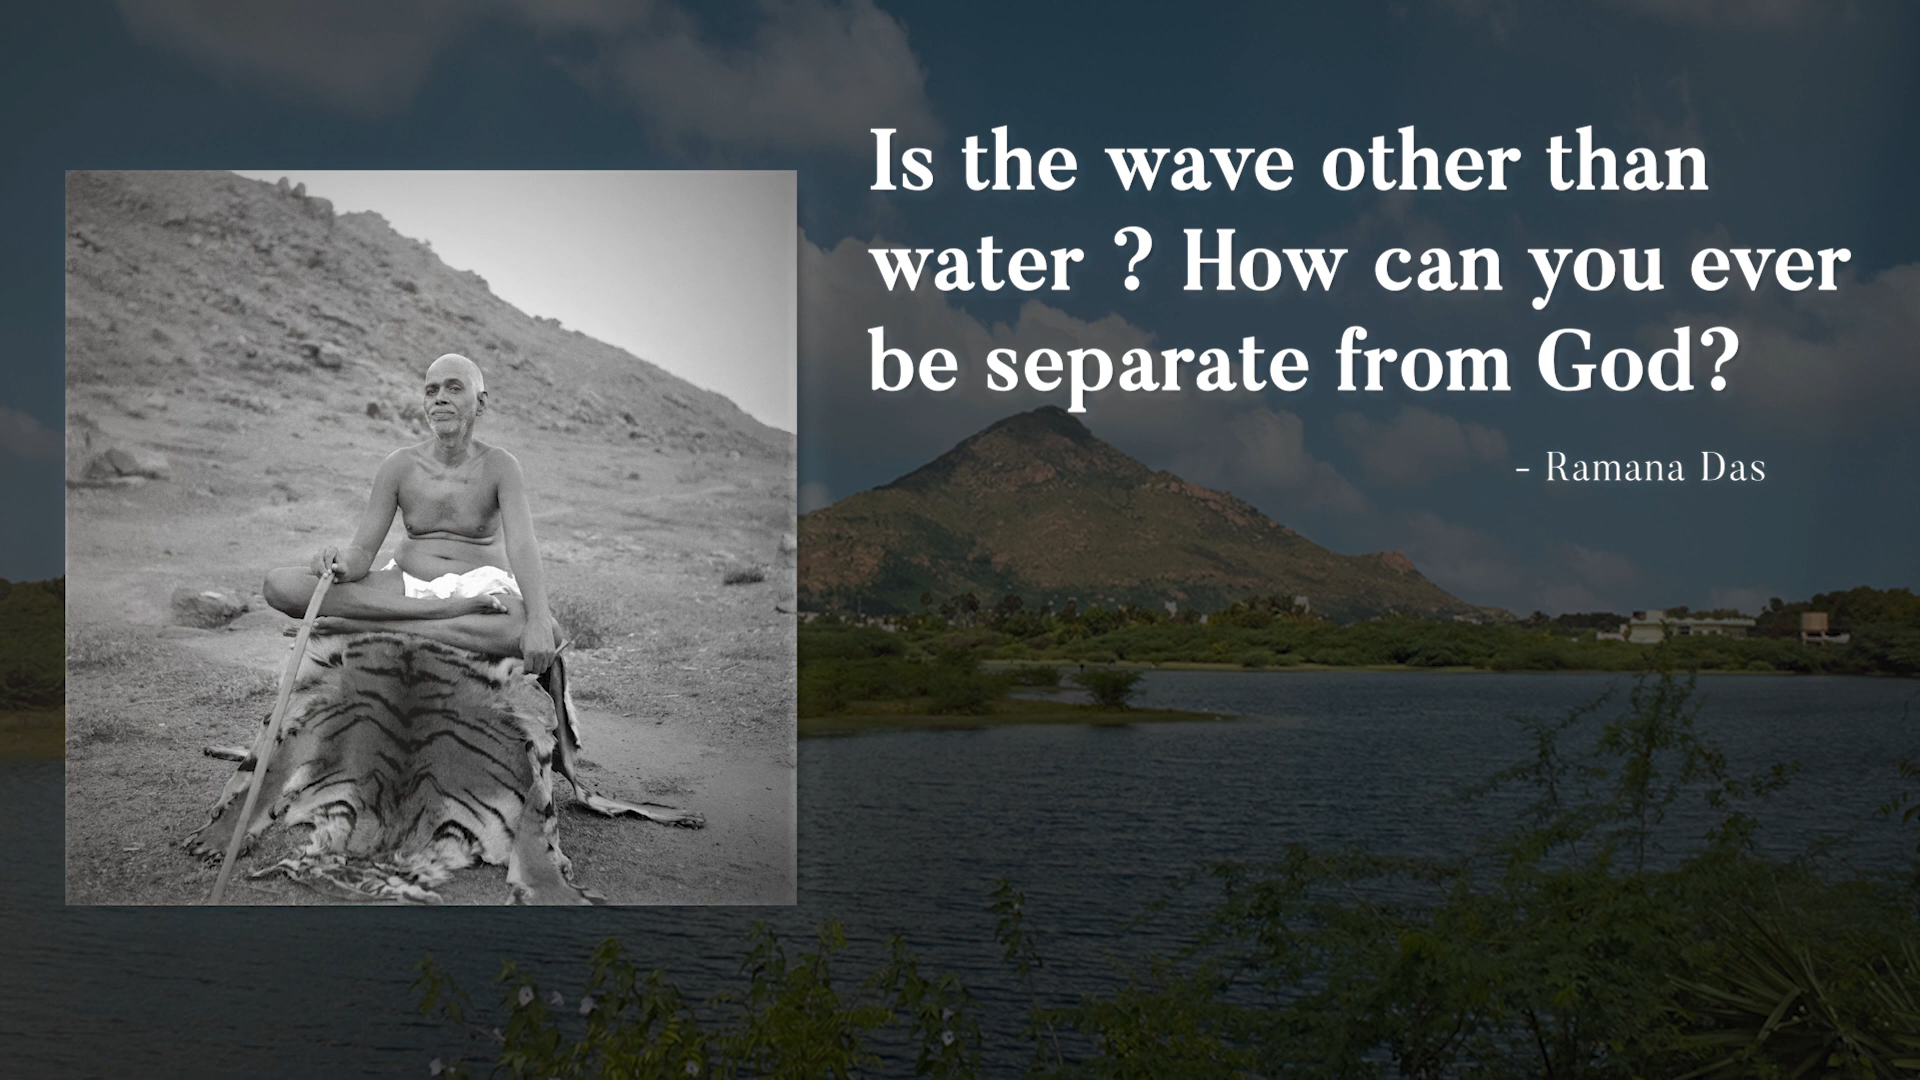 Is the wave other than
water ? How can you ever
be separate from God?
- Ramana Das